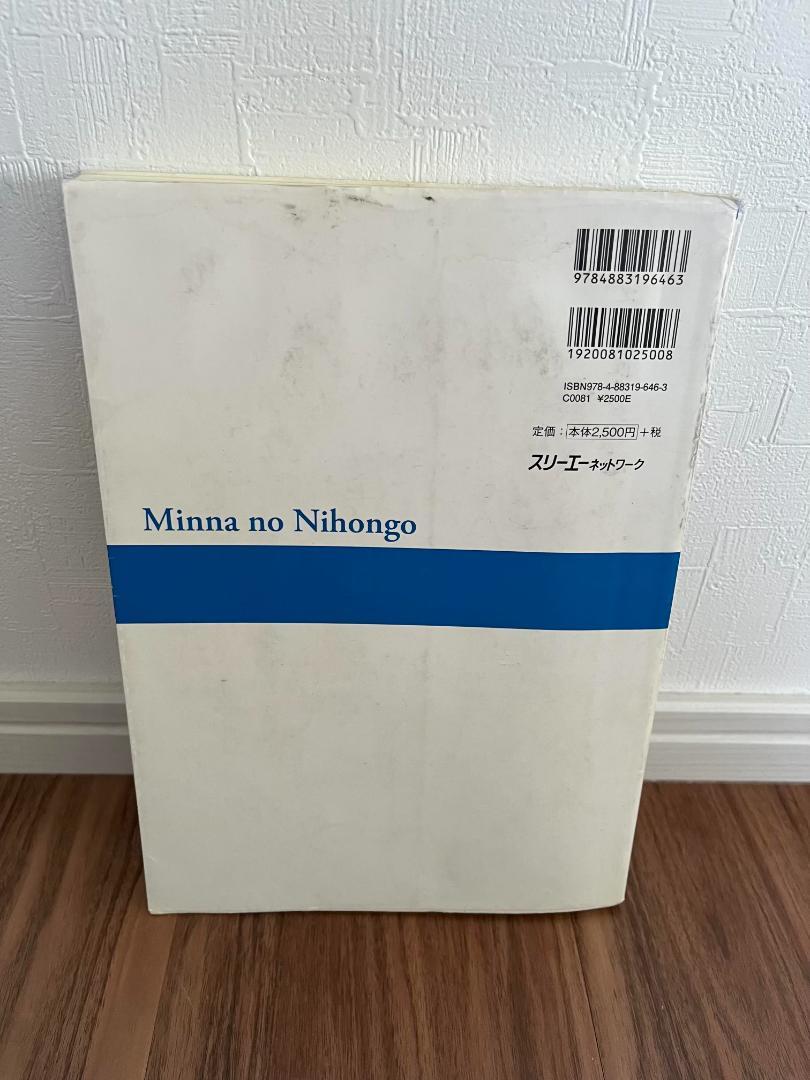 9784883196463
1920081025008
ISBN978-4-88319-646-3
C0081 ¥2500E
定価：本体2,500円+税
スリーエーネットワーク
Minna no Nihongo